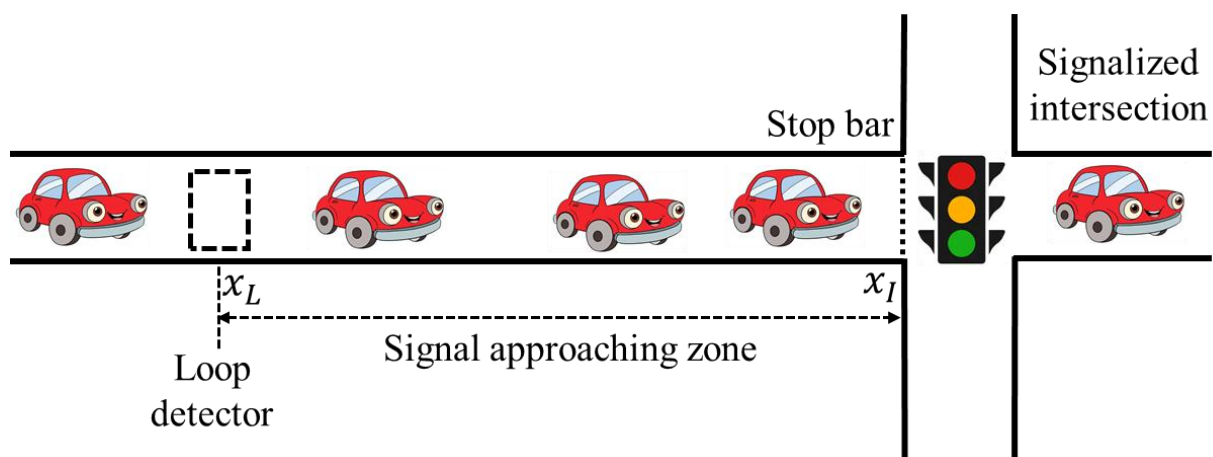 Signalized
intersection
Stop bar
x_L
x_I
Signal approaching zone
Loop
detector